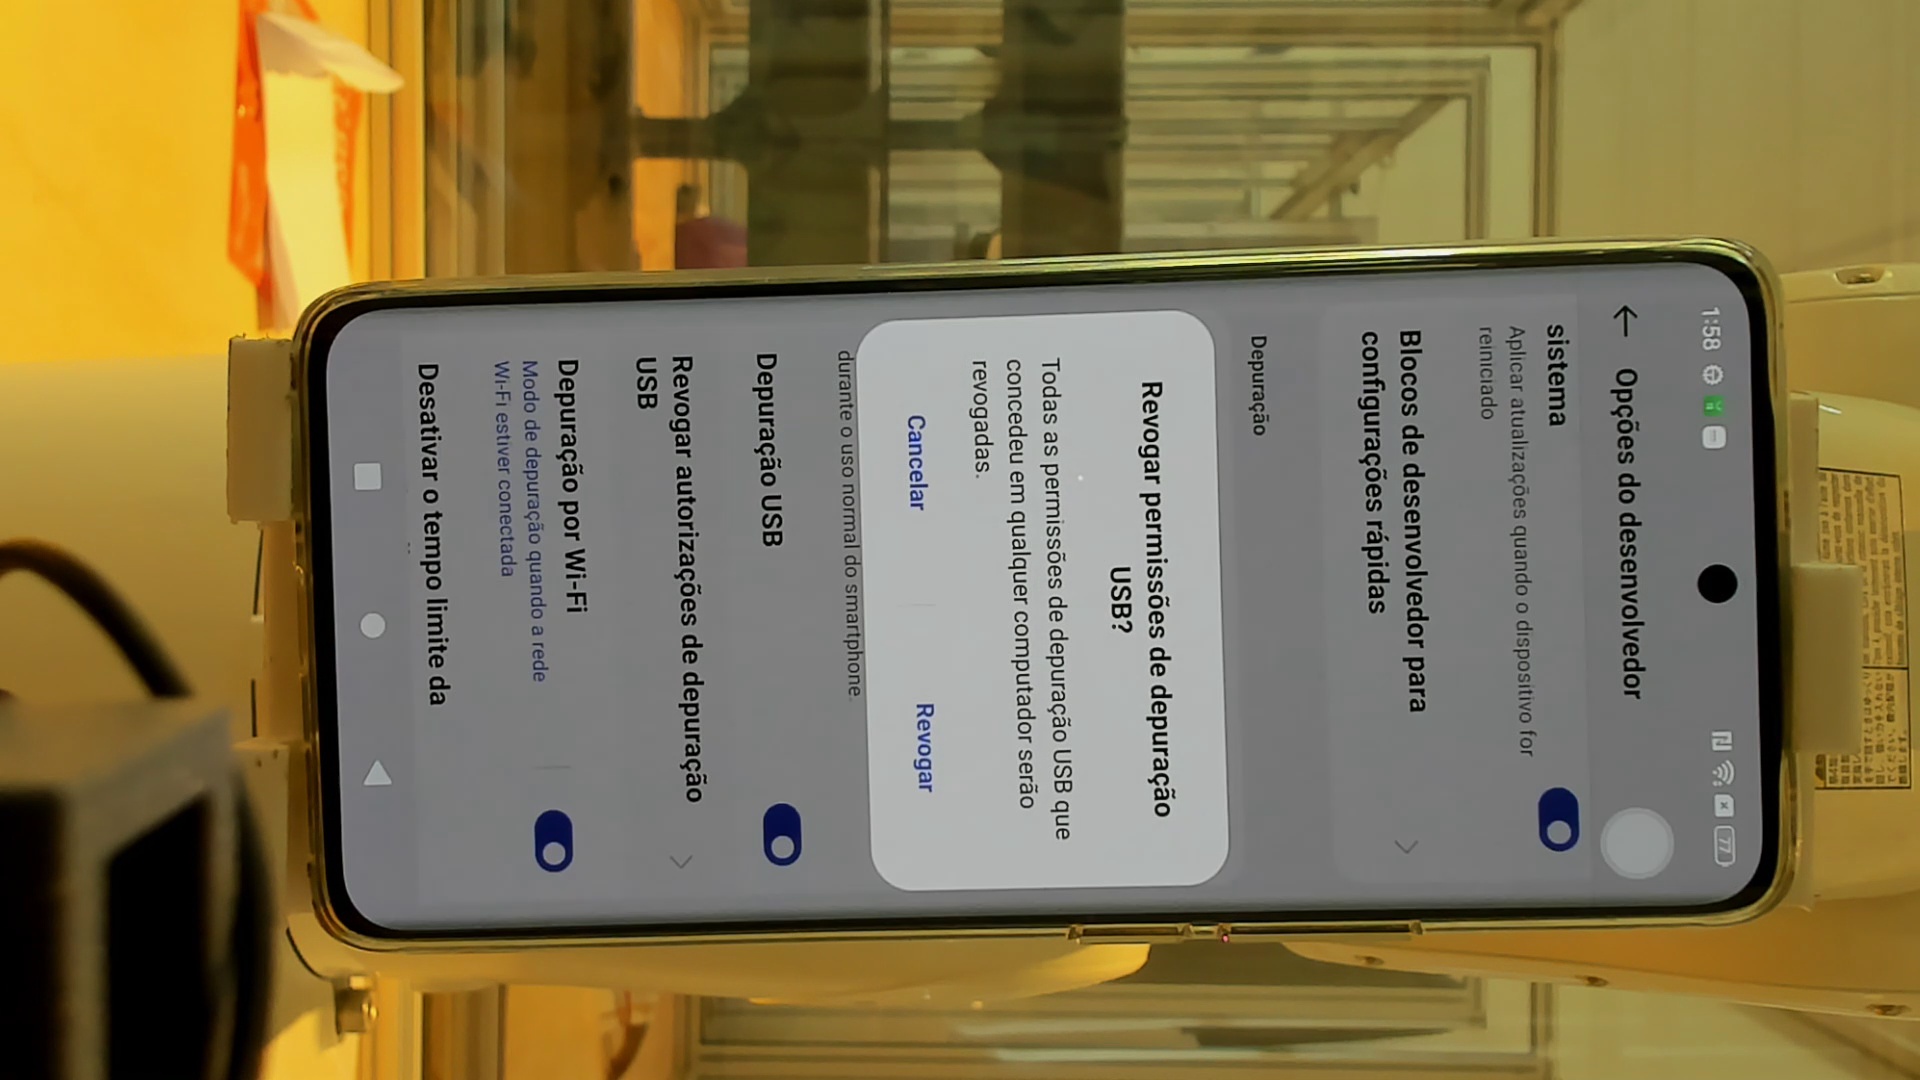 1:58
77
Opções do desenvolvedor
sistema
Aplicar atualizações quando o dispositivo for
reiniciado
Blocos de desenvolvedor para
configurações rápidas
Depuração
Revogar permissões de depuração
USB?
Todas as permissões de depuração USB que
concedeu em qualquer computador serão
revogadas.
Cancelar
Revogar
durante o uso normal do smartphone.
Depuração USB
Revogar autorizações de depuração
USB
Depuração por Wi-Fi
Modo de depuração quando a rede
Wi-Fi estiver conectada
Desativar o tempo limite da